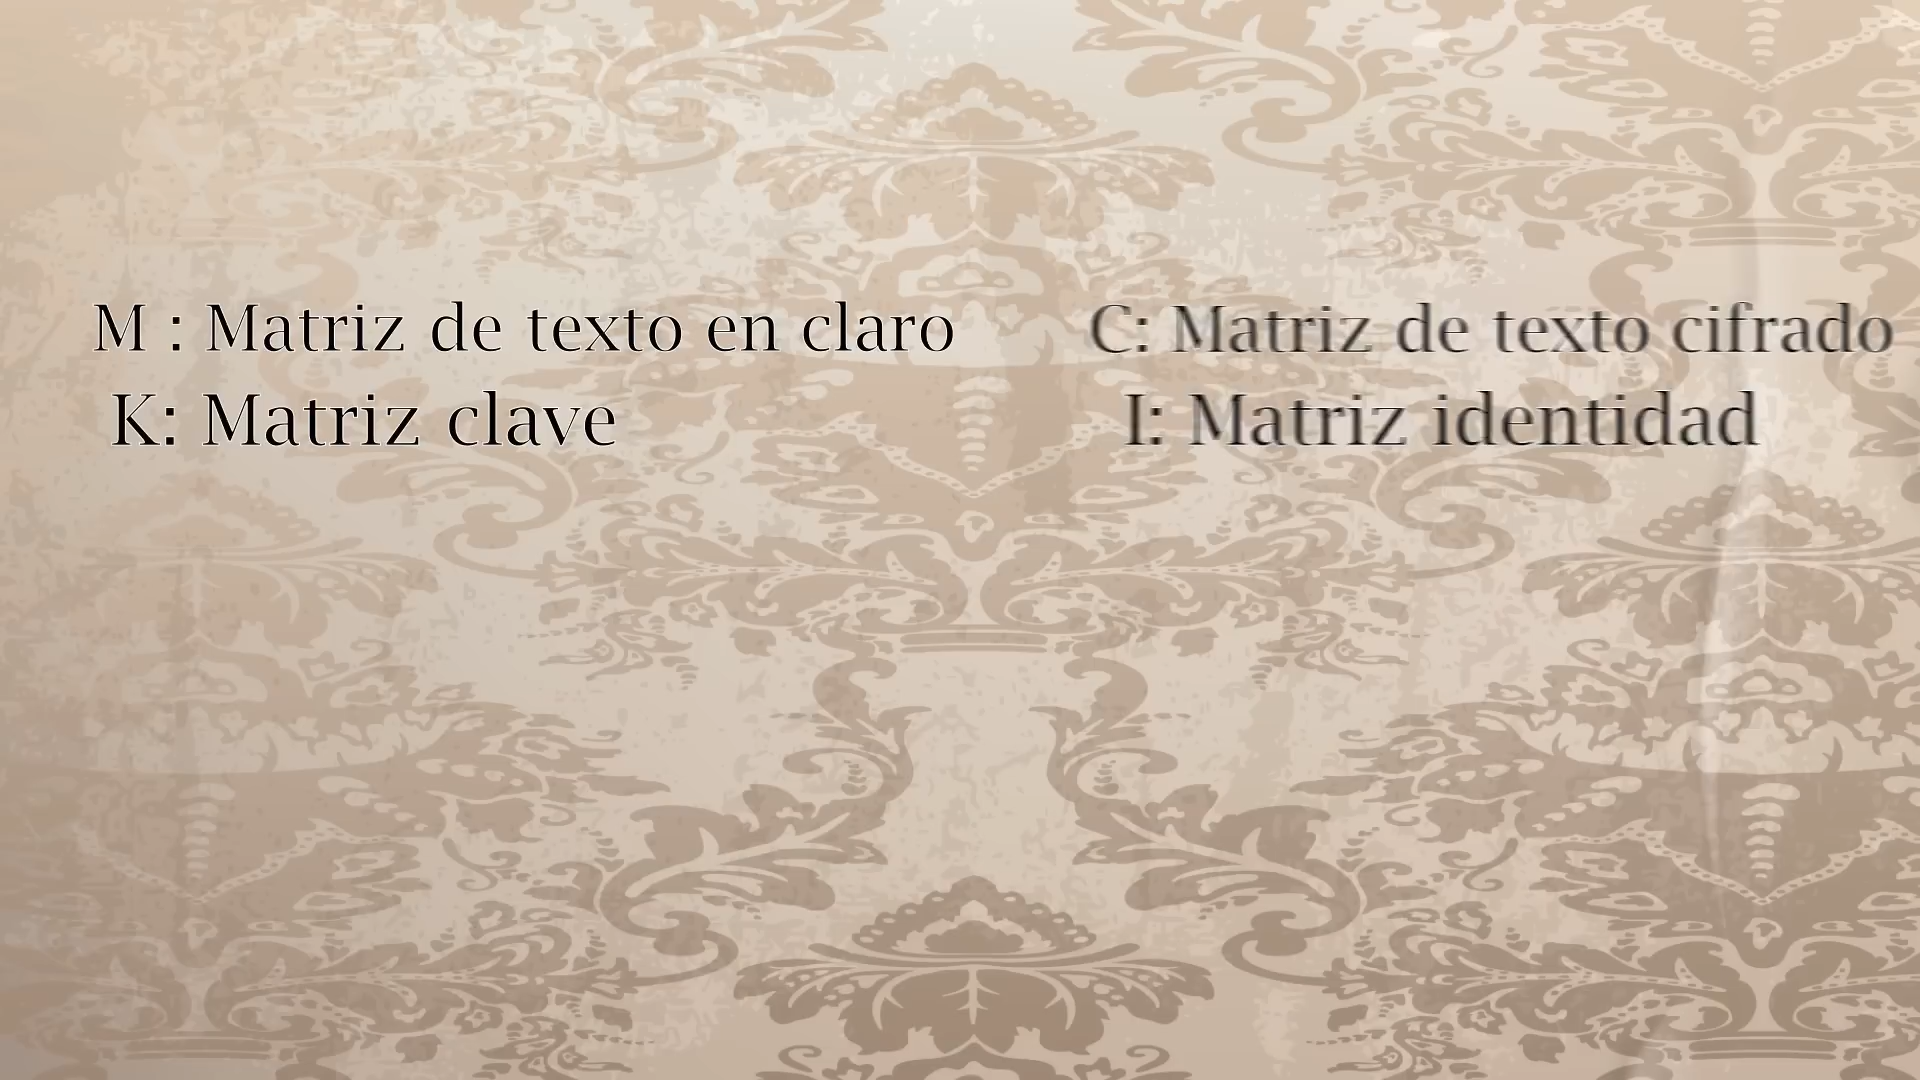 M : Matriz de texto en claro
K: Matriz clave
C: Matriz de texto cifrado
I: Matriz identidad